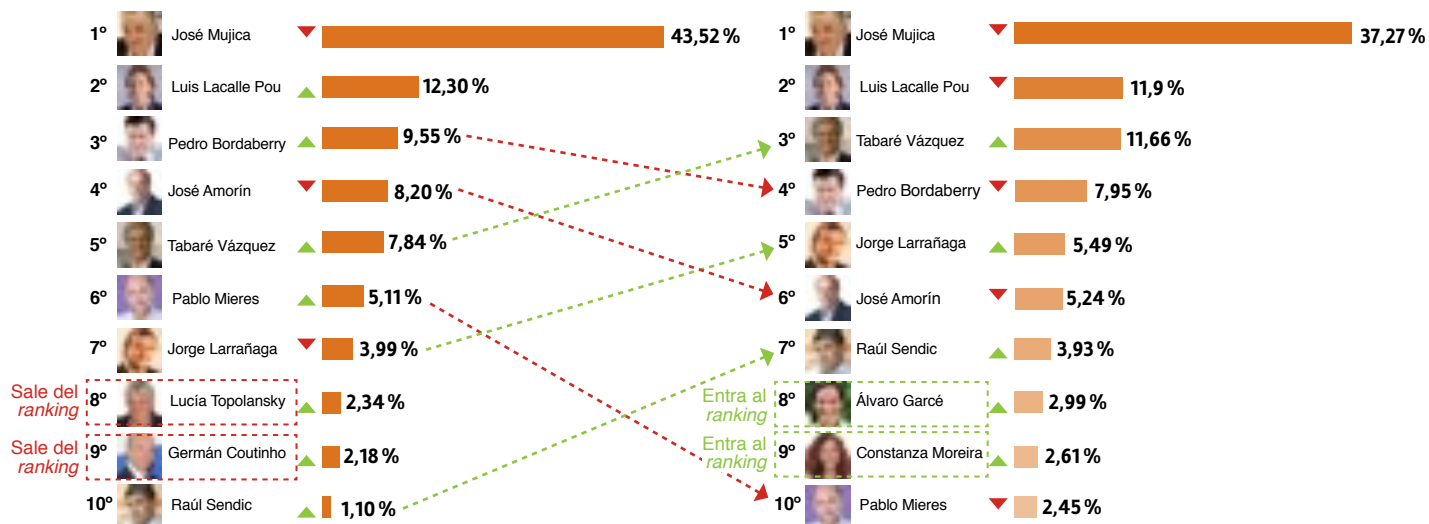 1º José Mujica 43,52 %
2º Luis Lacalle Pou 12,30 %
3º Pedro Bordaberry 9,55 %
4º José Amorín 8,20 %
5º Tabaré Vázquez 7,84 %
6º Pablo Mieres 5,11 %
7º Jorge Larrañaga 3,99 %
Sale del
ranking
8º Lucía Topolansky 2,34 %
Sale del
ranking
9º Germán Coutinho 2,18 %
10º Raúl Sendic 1,10 %
1º José Mujica 37,27 %
2º Luis Lacalle Pou 11,9 %
3º Tabaré Vázquez 11,66 %
4º Pedro Bordaberry 7,95 %
5º Jorge Larrañaga 5,49 %
6º José Amorín 5,24 %
7º Raúl Sendic 3,93 %
Entra al
ranking
8º Álvaro Garcé 2,99 %
Entra al
ranking
9º Constanza Moreira 2,61 %
10º Pablo Mieres 2,45 %